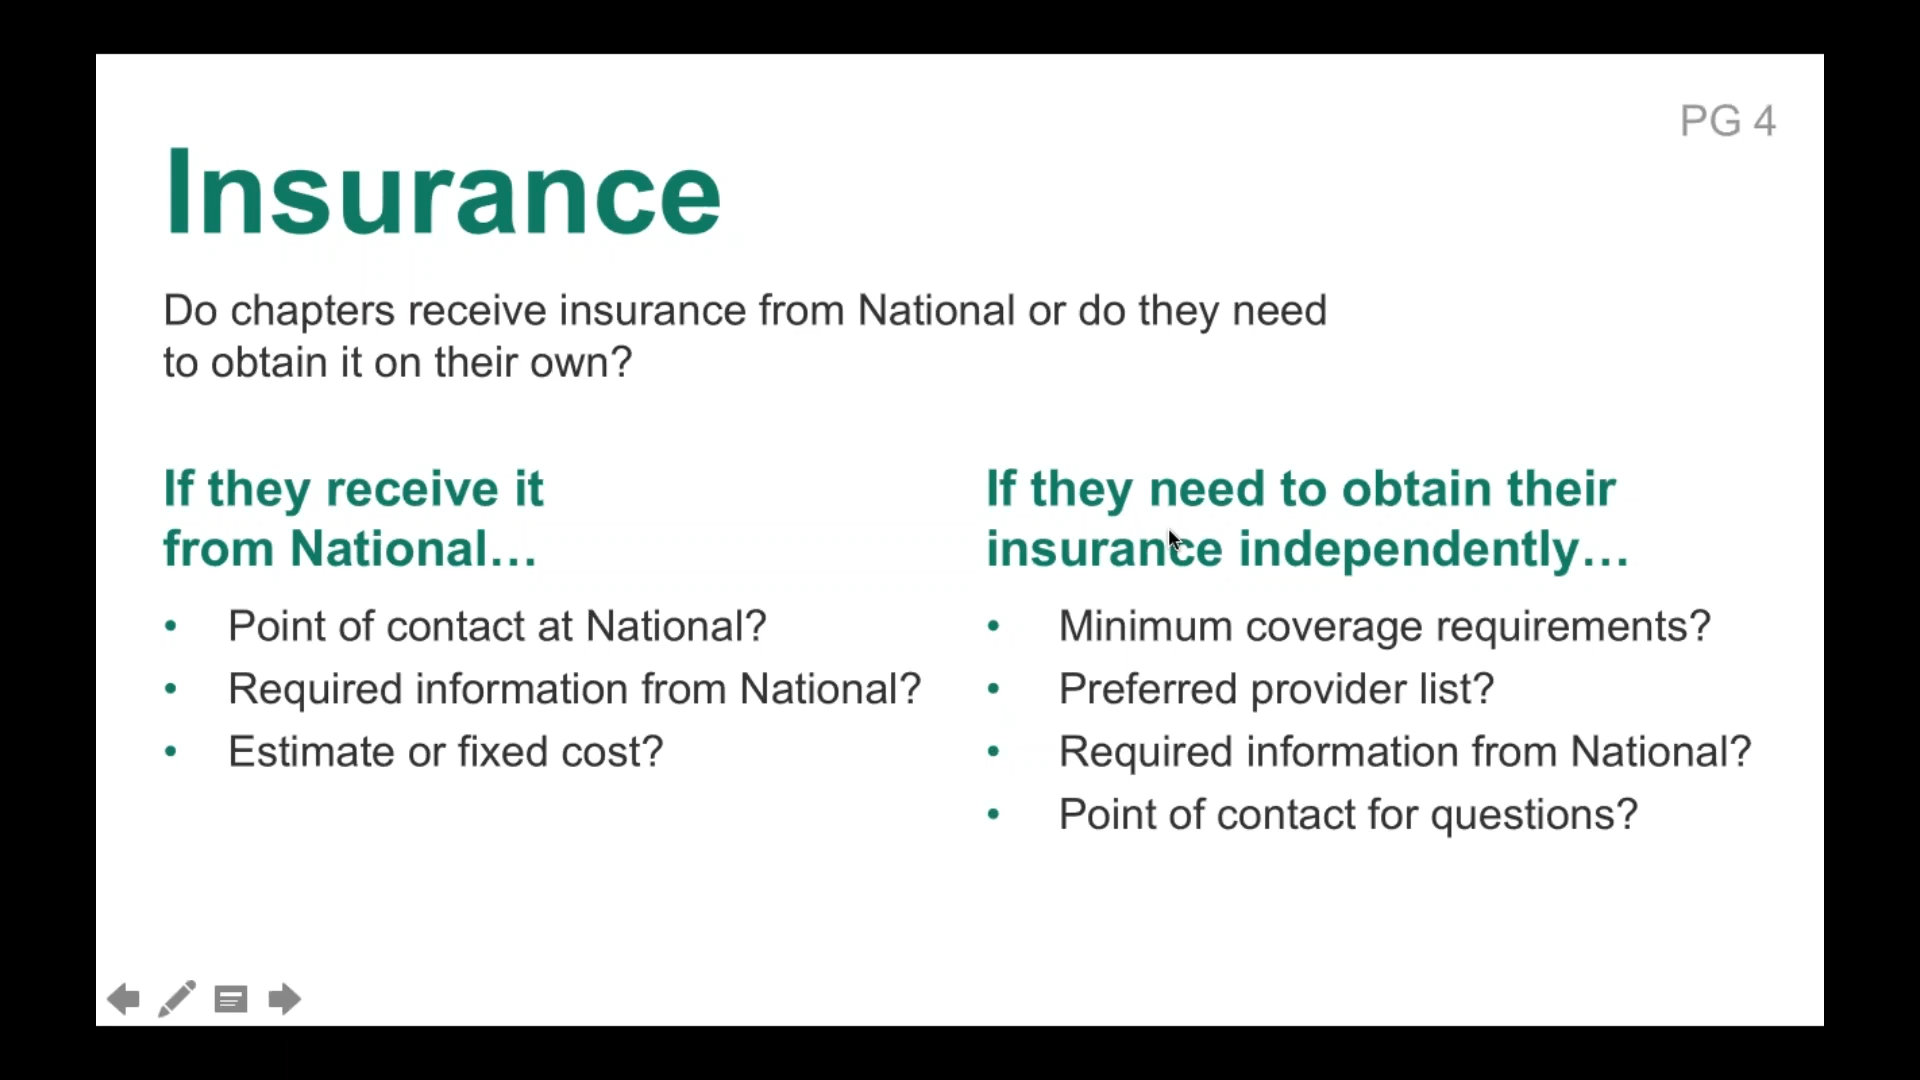 PG 4
Insurance
Do chapters receive insurance from National or do they need
to obtain it on their own?
If they receive it
from National…
• Point of contact at National?
• Required information from National?
• Estimate or fixed cost?
If they need to obtain their
insurance independently…
• Minimum coverage requirements?
• Preferred provider list?
• Required information from National?
• Point of contact for questions?